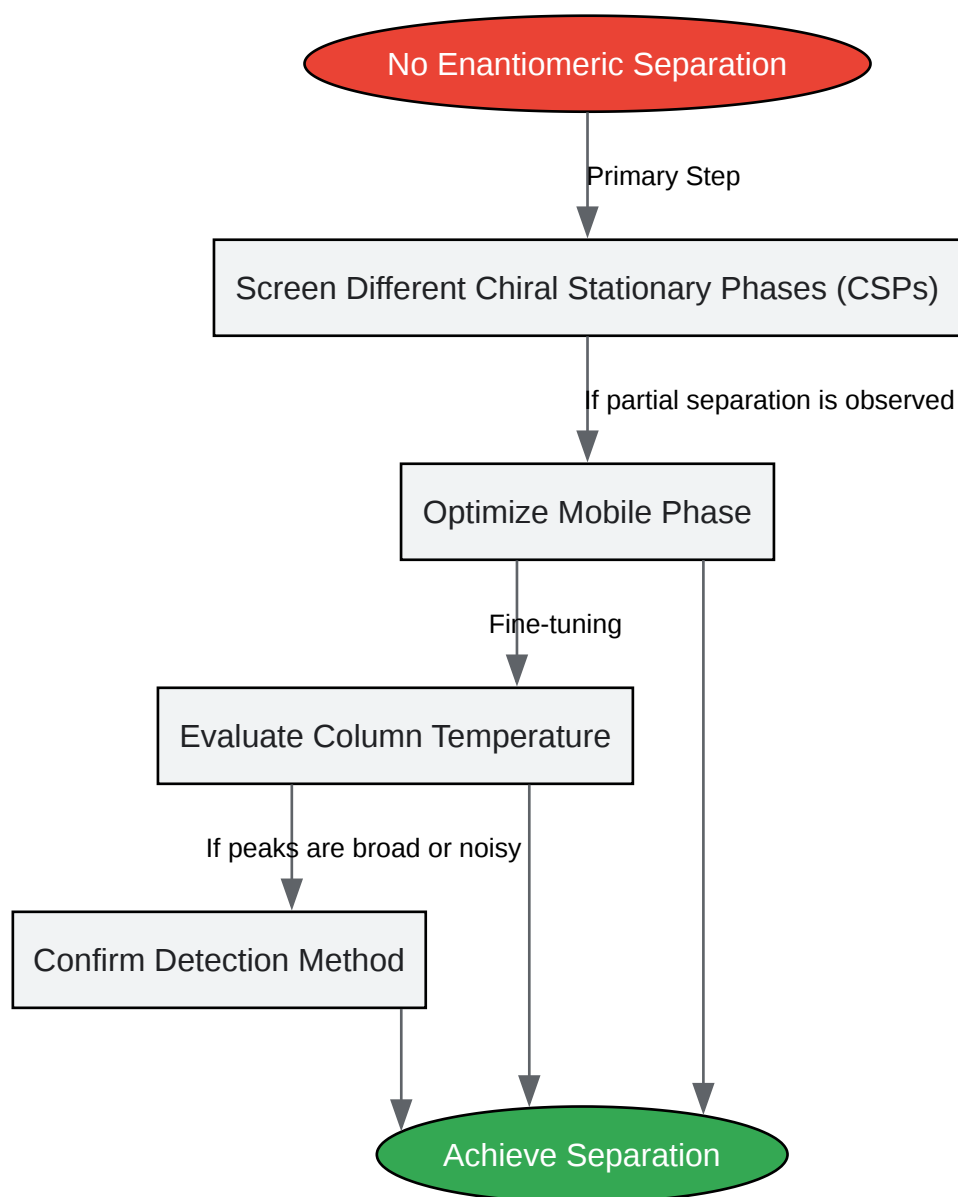 No Enantiomeric Separation
Primary Step
Screen Different Chiral Stationary Phases (CSPs)
If partial separation is observed
Optimize Mobile Phase
Fine-tuning
Evaluate Column Temperature
If peaks are broad or noisy
Confirm Detection Method
Achieve Separation